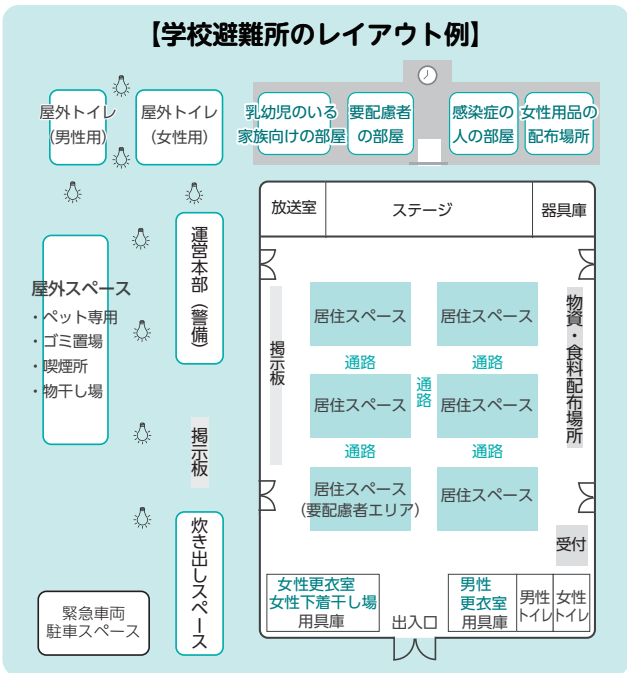 【学校避難所のレイアウト例】
屋外トイレ
(男性用)
屋外トイレ
(女性用)
乳幼児のいる
家族向けの部屋
要配慮者
の部屋
感染症の
人の部屋
女性用品の
配布場所
放送室
ステージ
器具庫
運営本部(警備)
屋外スペース
・ペット専用
・ゴミ置場
・喫煙所
・物干し場
掲示板
炊き出しスペース
緊急車両
駐車スペース
掲示板
居住スペース
居住スペース
通路
通路
居住スペース
通路
居住スペース
通路
通路
居住スペース
(要配慮者エリア)
居住スペース
物資・食料配布場所
受付
女性更衣室
女性下着干し場
用具庫
出入口
男性
更衣室
用具庫
男性
トイレ
女性
トイレ